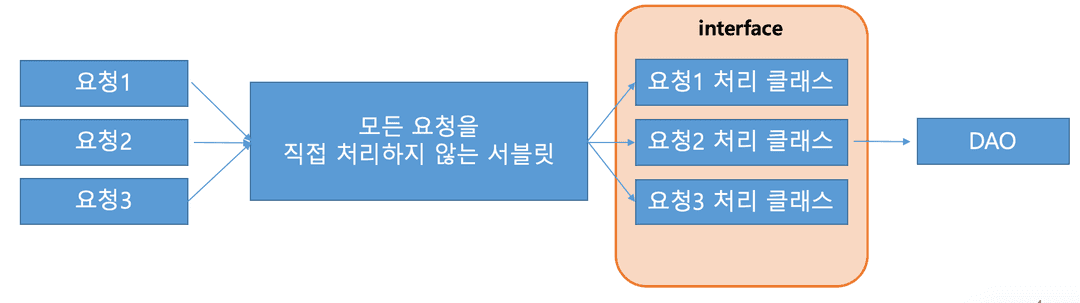 요청1
요청2
요청3
모든 요청을
직접 처리하지 않는 서블릿
interface
요청1 처리 클래스
요청2 처리 클래스
요청3 처리 클래스
DAO